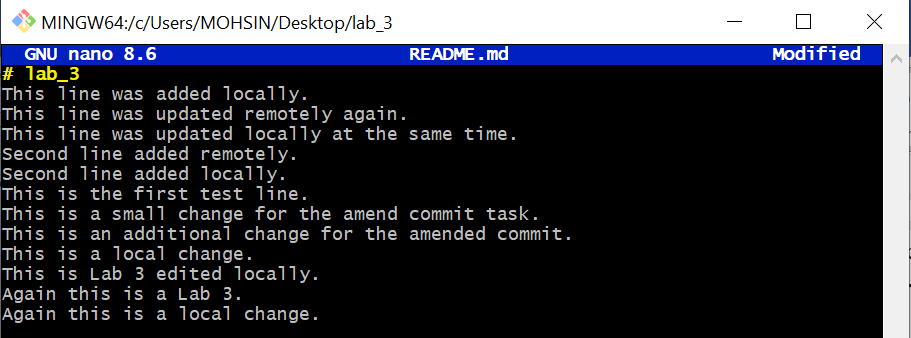 MINGW64:/c/Users/MOHSIN/Desktop/lab_3
GNU nano 8.6 README.md Modified
# lab_3
This line was added locally.
This line was updated remotely again.
This line was updated locally at the same time.
Second line added remotely.
Second line added locally.
This is the first test line.
This is a small change for the amend commit task.
This is an additional change for the amended commit.
This is a local change.
This is Lab 3 edited locally.
Again this is a Lab 3.
Again this is a local change.